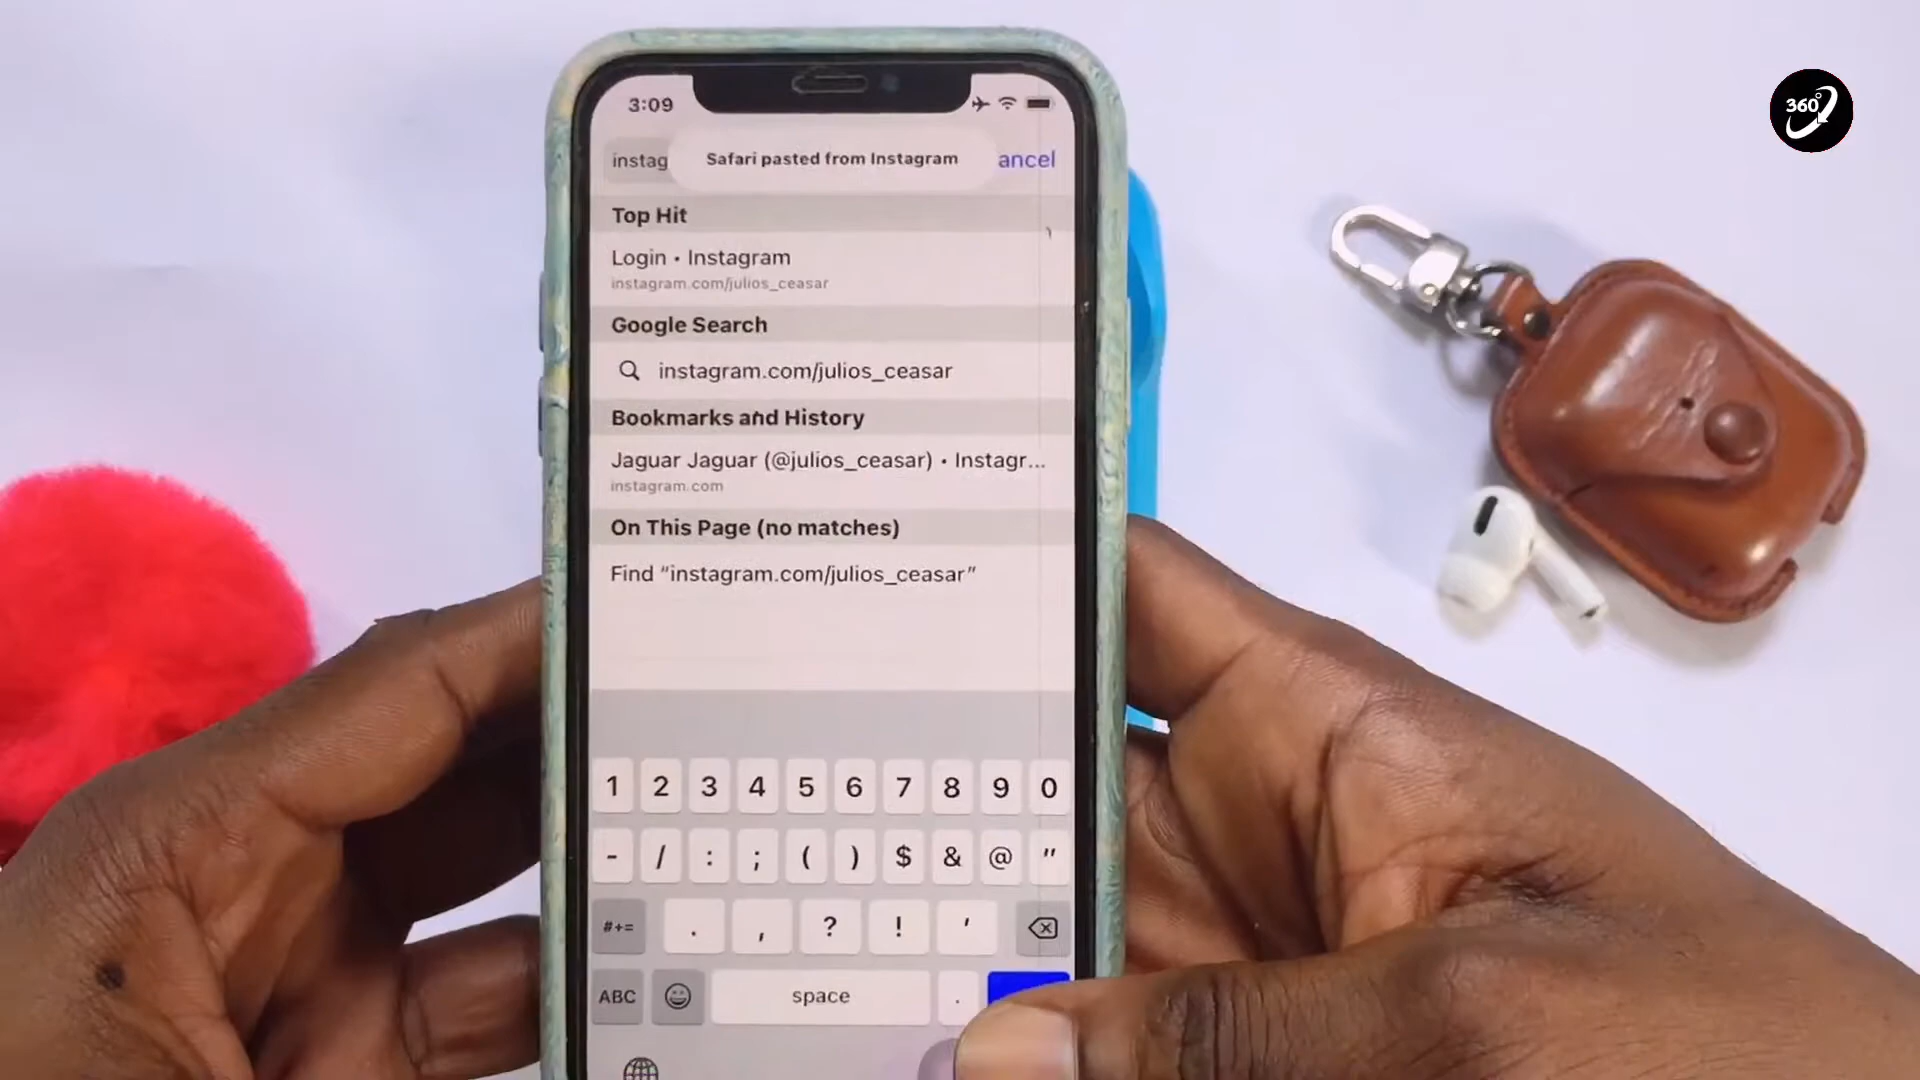 360°
3:09
instag
Safari pasted from Instagram
ancel
Top Hit
Login • Instagram
instagram.com/julios_ceasar
Google Search
instagram.com/julios_ceasar
Bookmarks and History
Jaguar Jaguar (@julios_ceasar) • Instagr...
instagram.com
On This Page (no matches)
Find “instagram.com/julios_ceasar”
1 2 3 4 5 6 7 8 9 0
- / : ; ( ) $ & @ "
#+= . , ? ! '
ABC space .